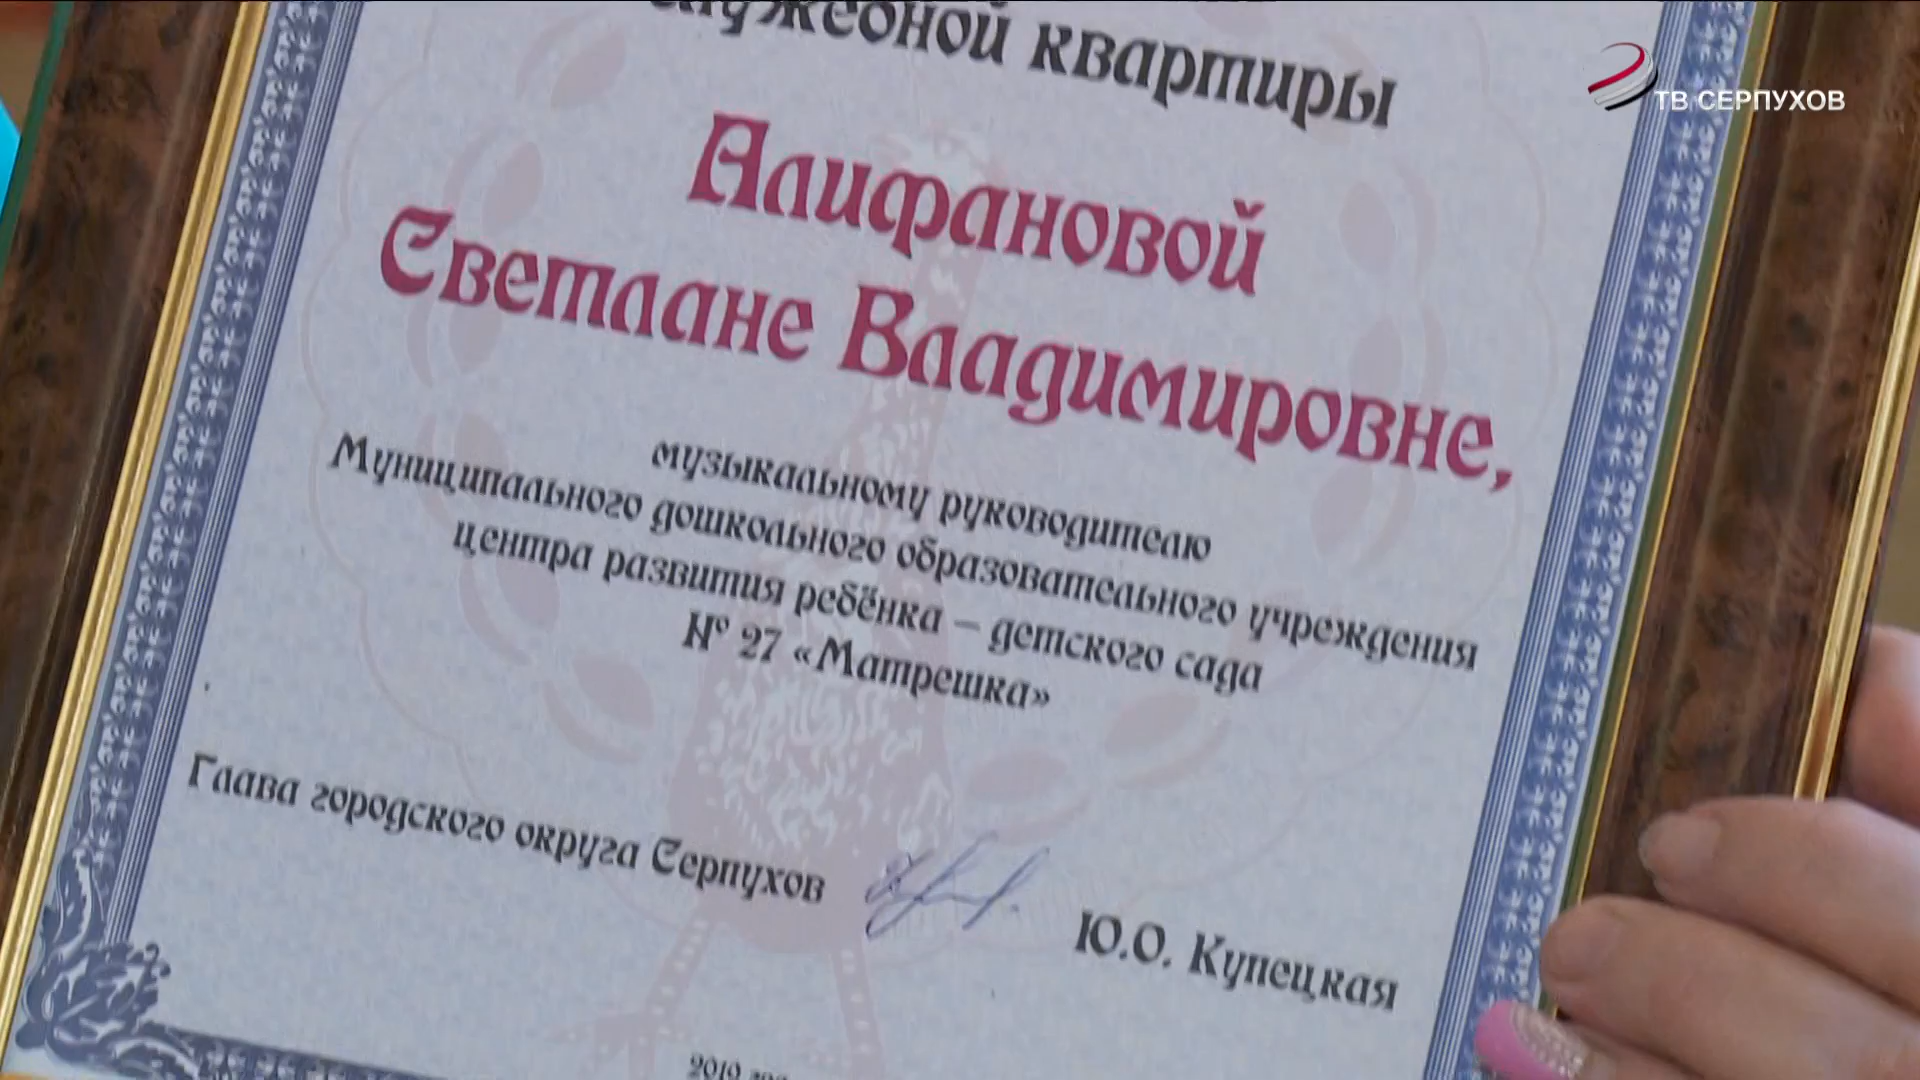 служебной квартиры
ТВ СЕРПУХОВ
Алифановой
Светлане Владимировне,
музыкальному руководителю
Муниципального дошкольного образовательного учреждения
центра развития ребёнка – детского сада
№ 27 «Матрешка»
Глава городского округа Серпухов
Ю.О. Купецкая
2019